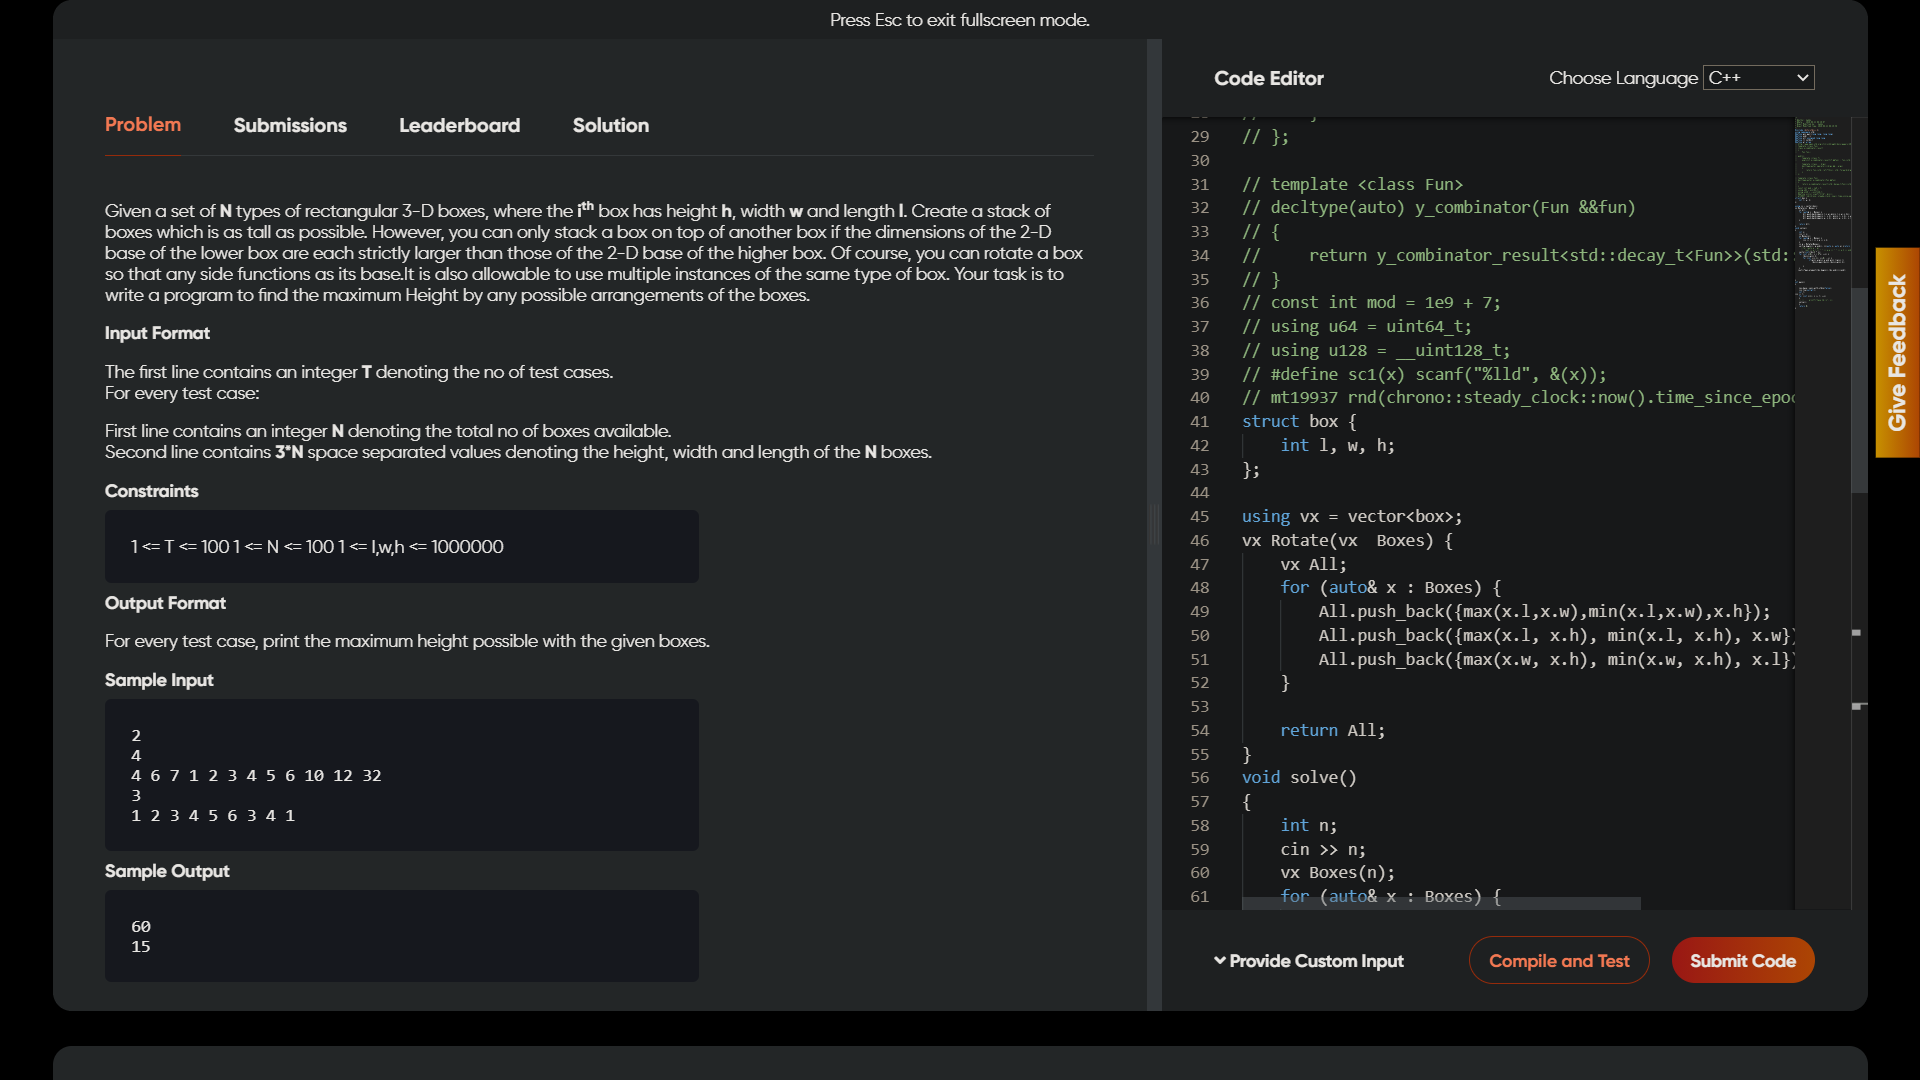 Press Esc to exit fullscreen mode.
Problem
Submissions
Leaderboard
Solution
Given a set of N types of rectangular 3-D boxes, where the ith box has height h, width w and length l. Create a stack of
boxes which is as tall as possible. However, you can only stack a box on top of another box if the dimensions of the 2-D
base of the lower box are each strictly larger than those of the 2-D base of the higher box. Of course, you can rotate a box
so that any side functions as its base.It is also allowable to use multiple instances of the same type of box. Your task is to
write a program to find the maximum Height by any possible arrangements of the boxes.
Input Format
The first line contains an integer T denoting the no of test cases.
For every test case:
First line contains an integer N denoting the total no of boxes available.
Second line contains 3*N space separated values denoting the height, width and length of the N boxes.
Constraints
1 <= T <= 100 1 <= N <= 100 1 <= l,w,h <= 1000000
Output Format
For every test case, print the maximum height possible with the given boxes.
Sample Input
2
4
4 6 7 1 2 3 4 5 6 10 12 32
3
1 2 3 4 5 6 3 4 1
Sample Output
60
15
Code Editor
Choose Language C++
29 // };
30
31 // template <class Fun>
32 // decltype(auto) y_combinator(Fun &&fun)
33 // {
34 //     return y_combinator_result<std::decay_t<Fun>>(std::
35 // }
36 // const int mod = 1e9 + 7;
37 // using u64 = uint64_t;
38 // using u128 = __uint128_t;
39 // #define sc1(x) scanf("%lld", &(x));
40 // mt19937 rnd(chrono::steady_clock::now().time_since_epoc
41 struct box {
42     int l, w, h;
43 };
44
45 using vx = vector<box>;
46 vx Rotate(vx  Boxes) {
47     vx All;
48     for (auto& x : Boxes) {
49         All.push_back({max(x.l,x.w),min(x.l,x.w),x.h});
50         All.push_back({max(x.l, x.h), min(x.l, x.h), x.w})
51         All.push_back({max(x.w, x.h), min(x.w, x.h), x.l})
52     }
53
54     return All;
55 }
56 void solve()
57 {
58     int n;
59     cin >> n;
60     vx Boxes(n);
61     for (auto& x : Boxes) {
Provide Custom Input
Compile and Test
Submit Code
Give Feedback